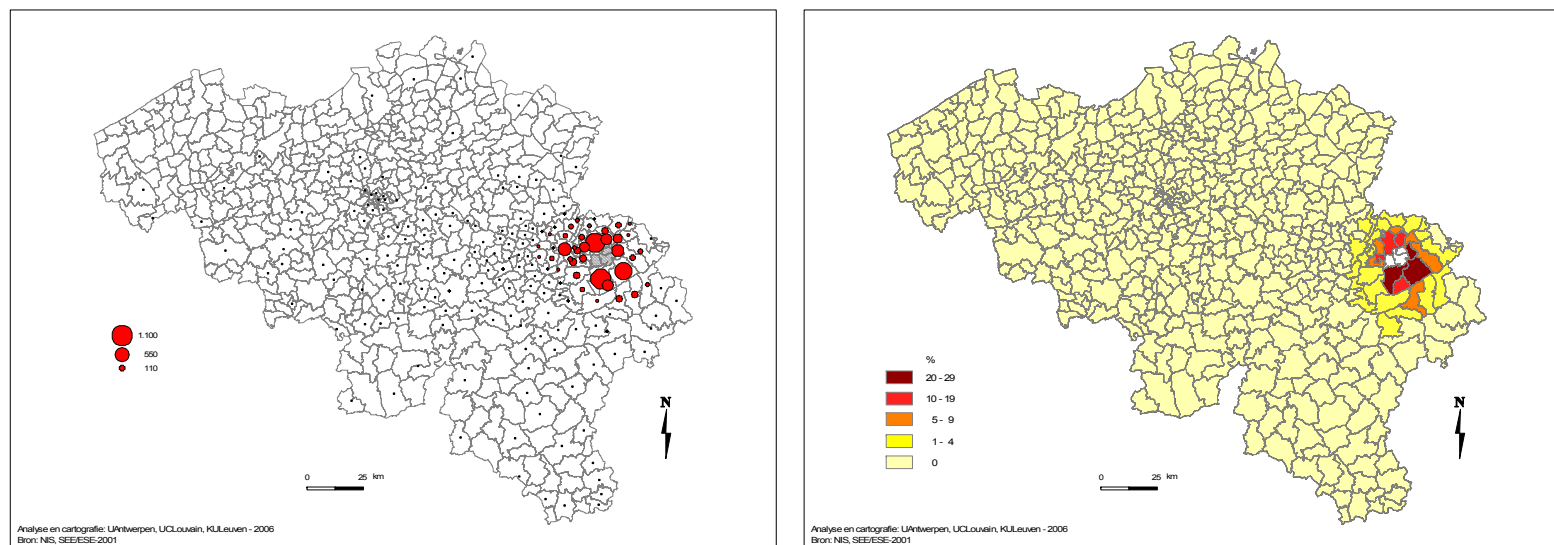 1.100
550
110
N
0 25 km
Analyse en cartografie: UAntwerpen, UCLouvain, KULeuven - 2006
Bron: NIS, SEE/ESE-2001
%
20 - 29
10 - 19
5 - 9
1 - 4
0
N
0 25 km
Analyse en cartografie: UAntwerpen, UCLouvain, KULeuven - 2006
Bron: NIS, SEE/ESE-2001